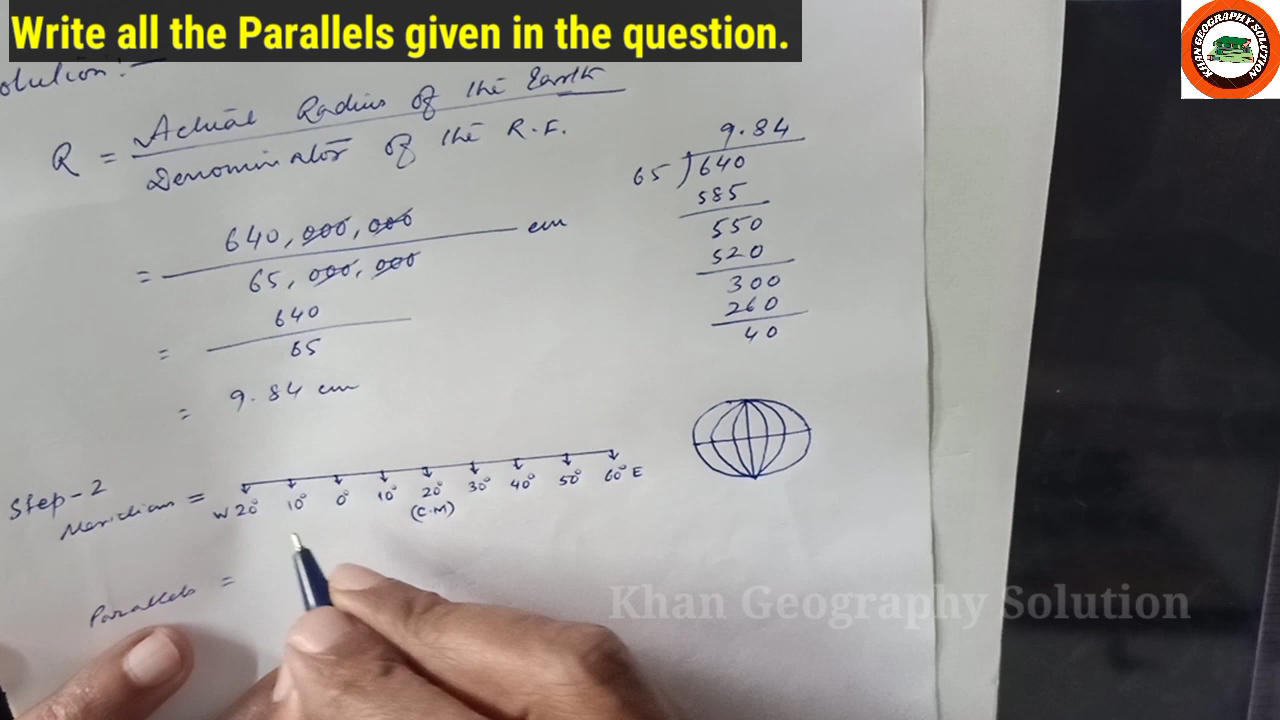 Write all the Parallels given in the question.
KHAN GEOGRAPHY SOLUTION
olution:-
R = Actual Radius of the Earth
Denominator of the R.F.
= 640,000,000 cm
65,000,000
= 640
65
= 9.84 cm
9.84
65 ) 640
585
550
520
300
260
40
Step-2
Meridians = W 20° 10° 0° 10° 20° 30° 40° 50° 60° E
(C.M)
Parallels =
Khan Geography Solution